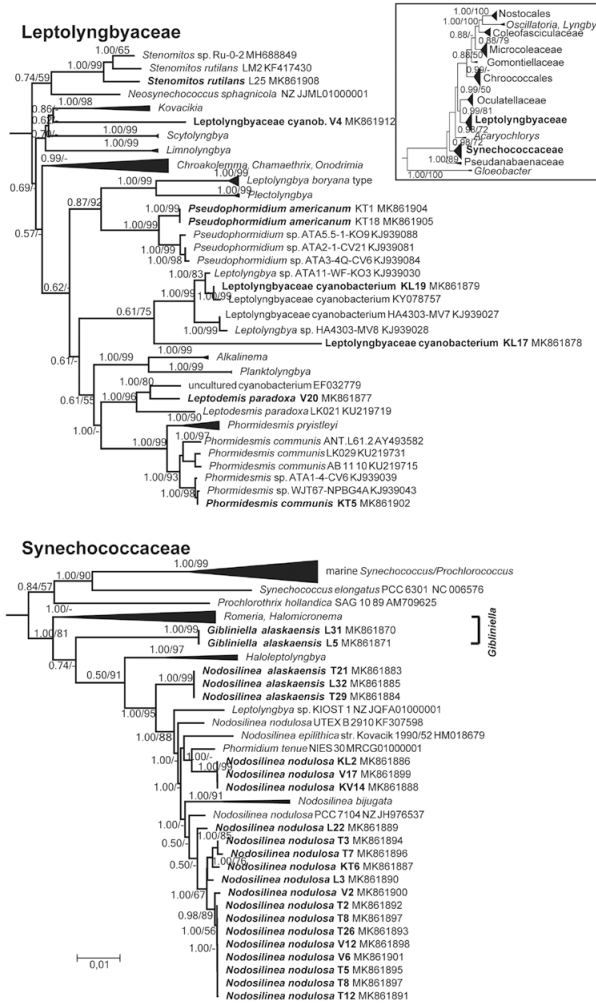 Leptolyngbyaceae
1.00/65
Stenomitos sp. Ru-0-2 MH688849
Stenomitos rutilans LM2 KF417430
1.00/99
Stenomitos rutilans L25 MK861908
0.74/59
Neosynechococcus sphagnicola NZ JJML01000001
0.86/-
1.00/98
Kovacikia
Leptolyngbyaceae cyanob. V4 MK861912
1.00/99
Scytolyngbya
1.00/99
Limnolyngbya
0.99/-
Chroakolemma, Chamaethrix, Onodrimia
0.69/-
1.00/99
Leptolyngbya boryana type
1.00/99
Plectolyngbya
0.87/92
0.57/-
1.00/99
Pseudophormidium americanum KT1 MK861904
Pseudophormidium americanum KT18 MK861905
1.00/99
Pseudophormidium sp. ATA5.5-1-KO9 KJ939088
Pseudophormidium sp. ATA2-1-CV21 KJ939081
1.00/98
Pseudophormidium sp. ATA3-4Q-CV6 KJ939084
0.62/-
1.00/83
Leptolyngbya sp. ATA11-WF-KO3 KJ939030
Leptolyngbyaceae cyanobacterium KL19 MK861879
1.00/99
1.00/99
Leptolyngbyaceae cyanobacterium KY078757
0.61/75
Leptolyngbyaceae cyanobacterium HA4303-MV7 KJ939027
1.00/99
Leptolyngbya sp. HA4303-MV8 KJ939028
Leptolyngbyaceae cyanobacterium KL17 MK861878
0.61/-
1.00/99
Alkalinema
1.00/99
Planktolyngbya
0.61/55
1.00/80
uncultured cyanobacterium EF032779
1.00/96
Leptodemis paradoxa V20 MK861877
Leptodesmis paradoxa LK021 KU219719
1.00/90
Phormidesmis pryistleyi
1.00/-
1.00/97
Phormidesmis communis ANT.L61.2 AY493582
1.00/99
Phormidesmis communis LK029 KU219731
Phormidesmis communis AB 11 10 KU219715
1.00/93
Phormidesmis sp. ATA1-4-CV6 KJ939039
1.00/98
Phormidesmis sp. WJT67-NPBG4A KJ939043
Phormidesmis communis KT5 MK861902
1.00/100
Nostocales
1.00/100
Oscillatoria, Lyngby
Coleofasciculaceae
0.88/-
0.88/79
Microcoleaceae
0.88/50
Gomontiellaceae
0.99/-
Chroococcales
0.99/50
Oculatellaceae
0.99/81
Leptolyngbyaceae
0.98/72
Acaryochlorys
0.98/72
Synechococcaceae
1.00/89
Pseudanabaenaceae
1.00/100
Gloeobacter
Synechococcaceae
1.00/99
marine Synechococcus/Prochlorococcus
1.00/90
0.84/57
Synechococcus elongatus PCC 6301 NC 006576
Prochlorothrix hollandica SAG 10 89 AM709625
1.00/-
Romeria, Halomicronema
1.00/81
1.00/99
Gibliniella alaskaensis L31 MK861870
Gibliniella alaskaensis L5 MK861871
Gibliniella
0.74/-
1.00/97
Haloleptolyngbya
0.50/91
1.00/99
Nodosilinea alaskaensis T21 MK861883
Nodosilinea alaskaensis L32 MK861885
Nodosilinea alaskaensis T29 MK861884
1.00/95
Leptolyngbya sp. KIOST 1 NZ JQFA01000001
Nodosilinea nodulosa UTEX B 2910 KF307598
1.00/88
Nodosilinea epilithica str. Kovacik 1990/52 HM018679
Phormidium tenue NIES 30 MRCG01000001
1.00/-
1.00/-
Nodosilinea nodulosa KL2 MK861886
1.00/99
Nodosilinea nodulosa V17 MK861899
Nodosilinea nodulosa KV14 MK861888
1.00/91
Nodosilinea bijugata
1.00/-
Nodosilinea nodulosa PCC 7104 NZ JH976537
Nodosilinea nodulosa L22 MK861889
1.00/85
Nodosilinea nodulosa T3 MK861894
0.50/-
Nodosilinea nodulosa T7 MK861896
1.00/76
Nodosilinea nodulosa KT6 MK861887
0.50/-
Nodosilinea nodulosa L3 MK861890
1.00/67
Nodosilinea nodulosa V2 MK861900
Nodosilinea nodulosa T2 MK861892
0.98/89
Nodosilinea nodulosa T8 MK861897
1.00/56
Nodosilinea nodulosa T26 MK861893
Nodosilinea nodulosa V12 MK861898
1.00/-
Nodosilinea nodulosa V6 MK861901
Nodosilinea nodulosa T5 MK861895
Nodosilinea nodulosa T8 MK861897
Nodosilinea nodulosa T12 MK861891
0,01